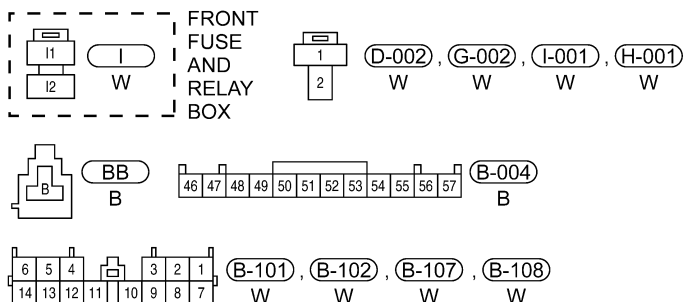 FRONT
FUSE
AND
RELAY
BOX
I1
I2
I
W
1
2
D-002 , G-002 , I-001 , H-001
W W W W
B
BB
B
46 47 48 49 50 51 52 53 54 55 56 57
B-004
B
6 5 4 3 2 1
14 13 12 11 10 9 8 7
B-101 , B-102 , B-107 , B-108
W W W W